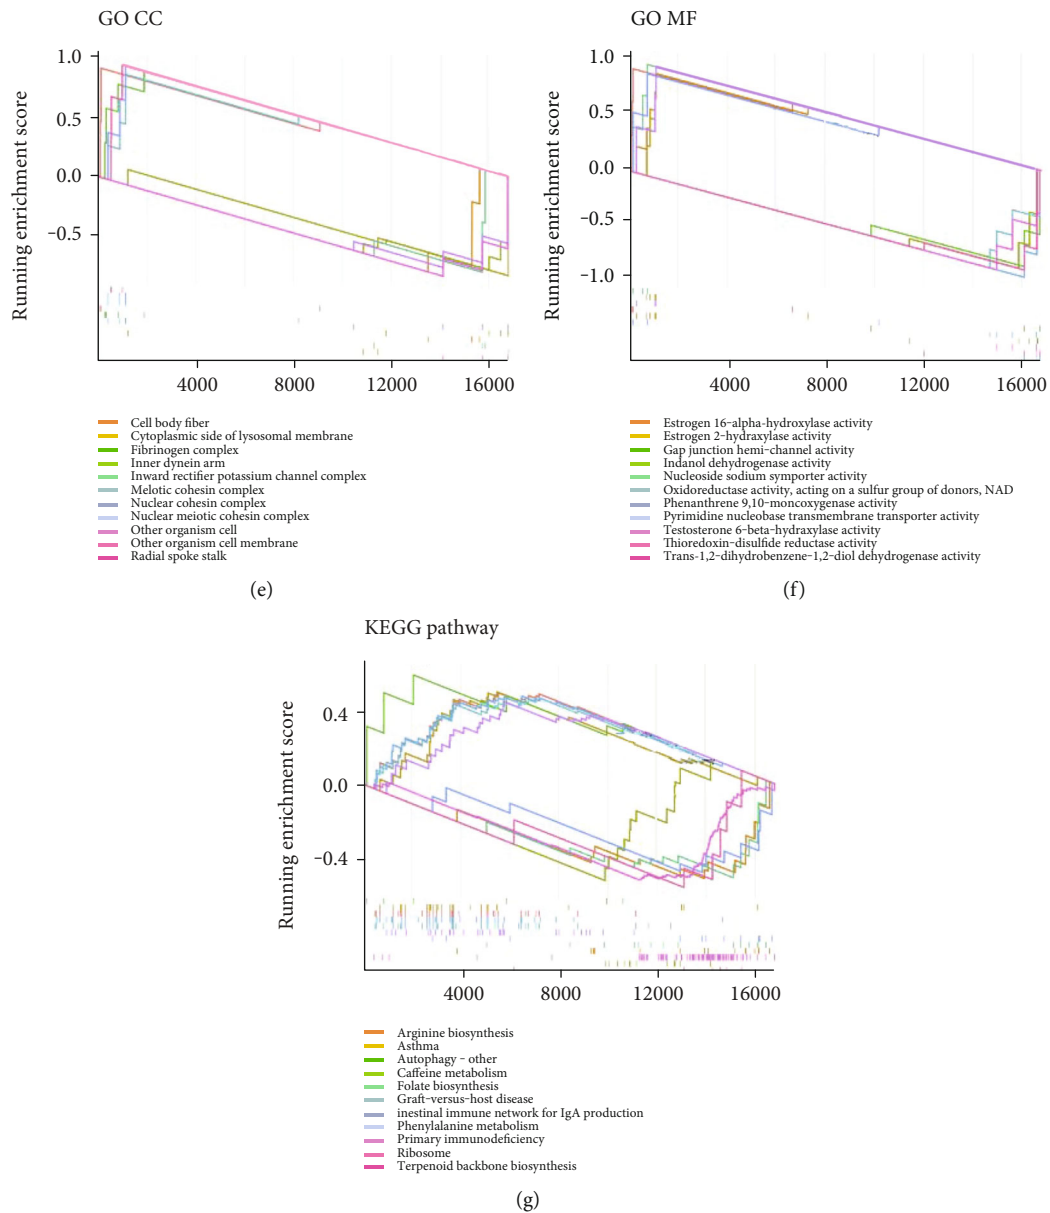 GO CC
Running enrichment score
1.0
0.5
0.0
−0.5
4000 8000 12000 16000
Cell body fiber
Cytoplasmic side of lysosomal membrane
Fibrinogen complex
Inner dynein arm
Inward rectifier potassium channel complex
Melotic cohesin complex
Nuclear cohesin complex
Nuclear meiotic cohesin complex
Other organism cell
Other organism cell membrane
Radial spoke stalk
(e)
GO MF
Running enrichment score
1.0
0.5
0.0
−0.5
−1.0
4000 8000 12000 16000
Estrogen 16-alpha-hydroxylase activity
Estrogen 2-hydraxylase activity
Gap junction hemi-channel activity
Indanol dehydrogenase activity
Nucleoside sodium symporter activity
Oxidoreductase activity, acting on a sulfur group of donors, NAD
Phenanthrene 9,10-moncoxygenase activity
Pyrimidine nucleobase transmembrane transporter activity
Testosterone 6-beta-hydraxylase activity
Thioredoxin-disulfide reductase activity
Trans-1,2-dihydrobenzene-1,2-diol dehydrogenase activity
(f)
KEGG pathway
Running enrichment score
0.4
0.0
−0.4
4000 8000 12000 16000
Arginine biosynthesis
Asthma
Autophagy - other
Caffeine metabolism
Folate biosynthesis
Graft-versus-host disease
inestinal immune network for IgA production
Phenylalanine metabolism
Primary immunodeficiency
Ribosome
Terpenoid backbone biosynthesis
(g)